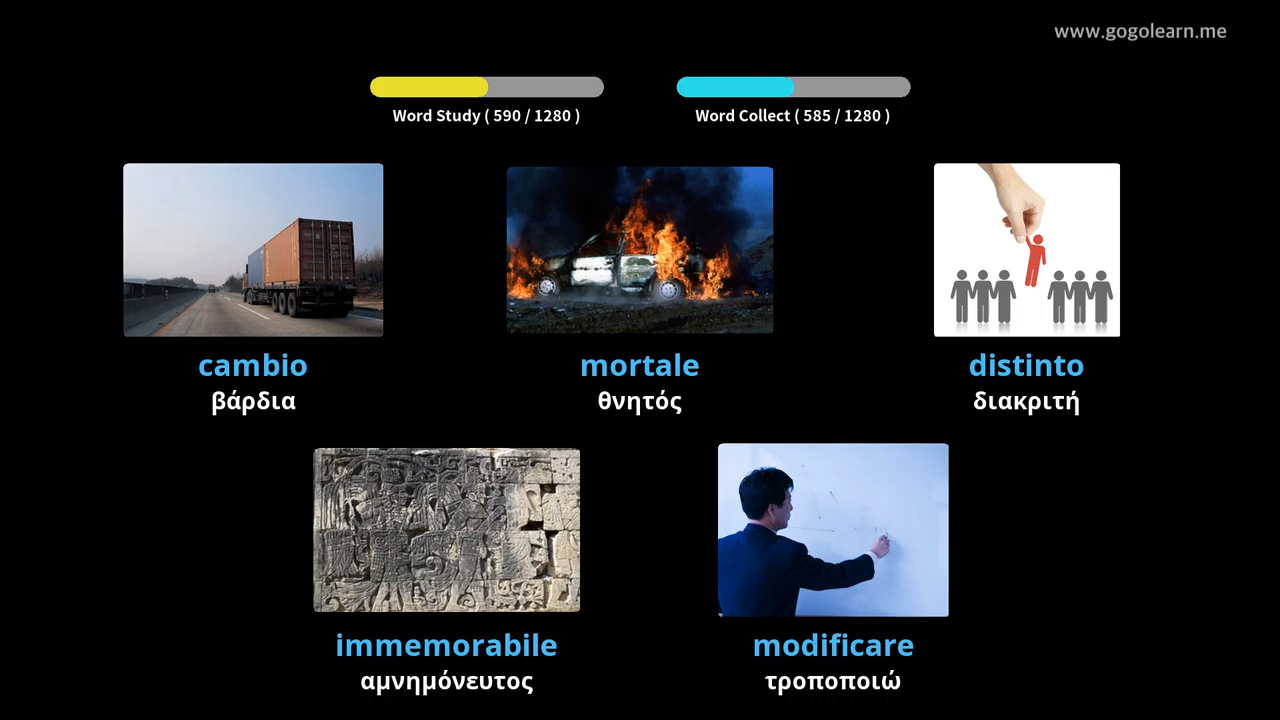 www.gogolearn.me
Word Study ( 590 / 1280 )
Word Collect ( 585 / 1280 )
cambio
βάρδια
mortale
θνητός
distinto
διακριτή
immemorabile
αμνημόνευτος
modificare
τροποποιώ